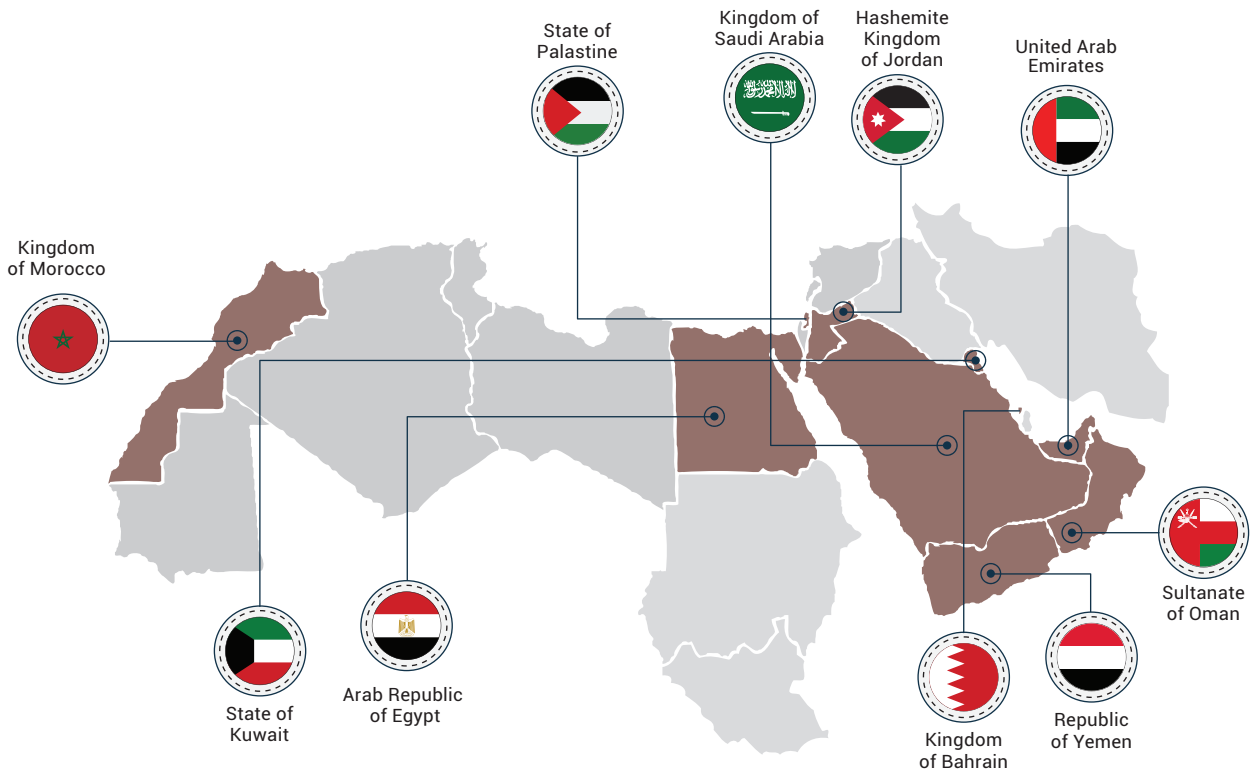 State of
Palastine
Kingdom of
Saudi Arabia
Hashemite
Kingdom
of Jordan
United Arab
Emirates
Kingdom
of Morocco
Sultanate
of Oman
Arab Republic
of Egypt
State of
Kuwait
Republic
of Yemen
Kingdom
of Bahrain